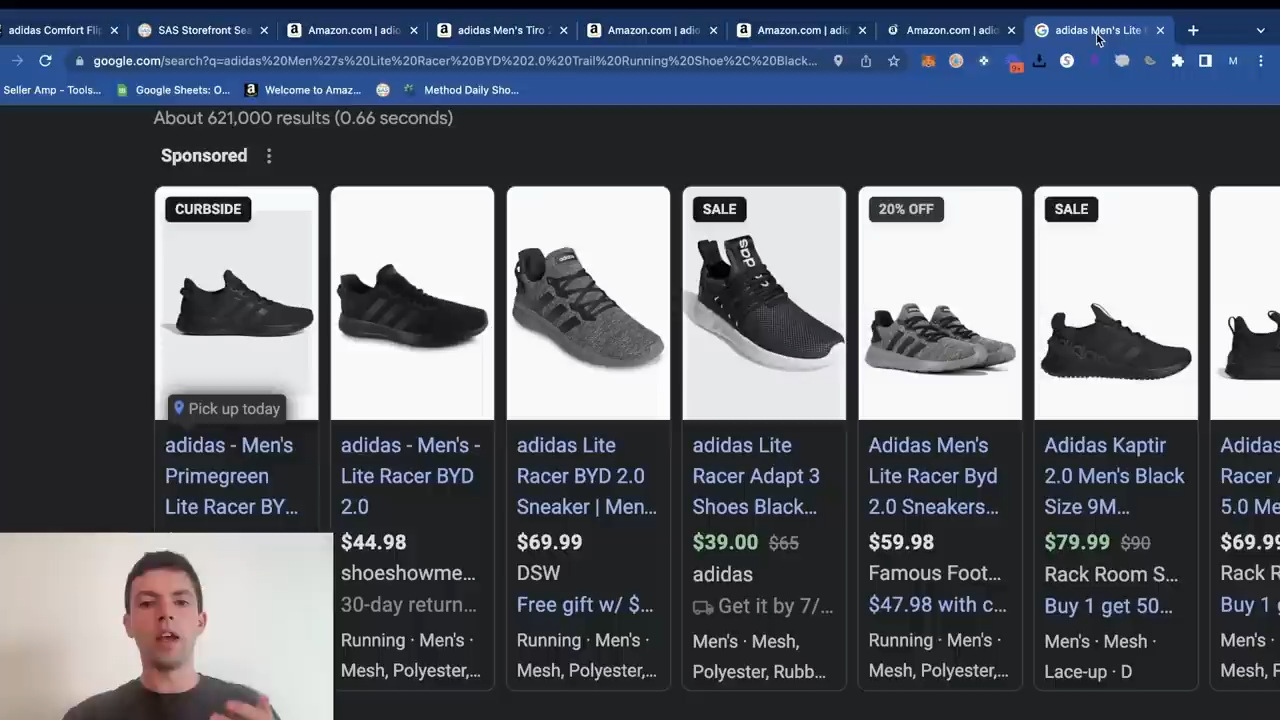 adidas Comfort Flip
SAS Storefront Sea
Amazon.com | adio
adidas Men's Tiro
Amazon.com | adio
Amazon.com | adio
Amazon.com | adio
adidas Men's Lite
google.com/search?q=adidas%20Men%27s%20Lite%20Racer%20BYD%202.0%20Trail%20Running%20Shoe%2C%20Black...
9+
M
Seller Amp - Tools...
Google Sheets: O...
Welcome to Amaz...
Method Daily Sho...
About 621,000 results (0.66 seconds)
Sponsored
CURBSIDE
Pick up today
adidas - Men's
Primegreen
Lite Racer BY...
adidas - Men's -
Lite Racer BYD
2.0
$44.98
shoeshowme...
30-day return...
Running · Men's ·
Mesh, Polyester,...
adidas Lite
Racer BYD 2.0
Sneaker | Men...
$69.99
DSW
Free gift w/ $...
Running · Men's ·
Mesh, Polyester,...
SALE
adidas Lite
Racer Adapt 3
Shoes Black...
$39.00 $65
adidas
Get it by 7/...
Men's · Mesh,
Polyester, Rubb...
20% OFF
Adidas Men's
Lite Racer Byd
2.0 Sneakers...
$59.98
Famous Foot...
$47.98 with c...
Running · Men's ·
Mesh, Polyester,...
SALE
Adidas Kaptir
2.0 Men's Black
Size 9M...
$79.99 $90
Rack Room S...
Buy 1 get 50...
Men's · Mesh ·
Lace-up · D
Adidas
Racer A
5.0 Me
$69.99
Rack R
Buy 1 g
Men's ·
Mesh, P